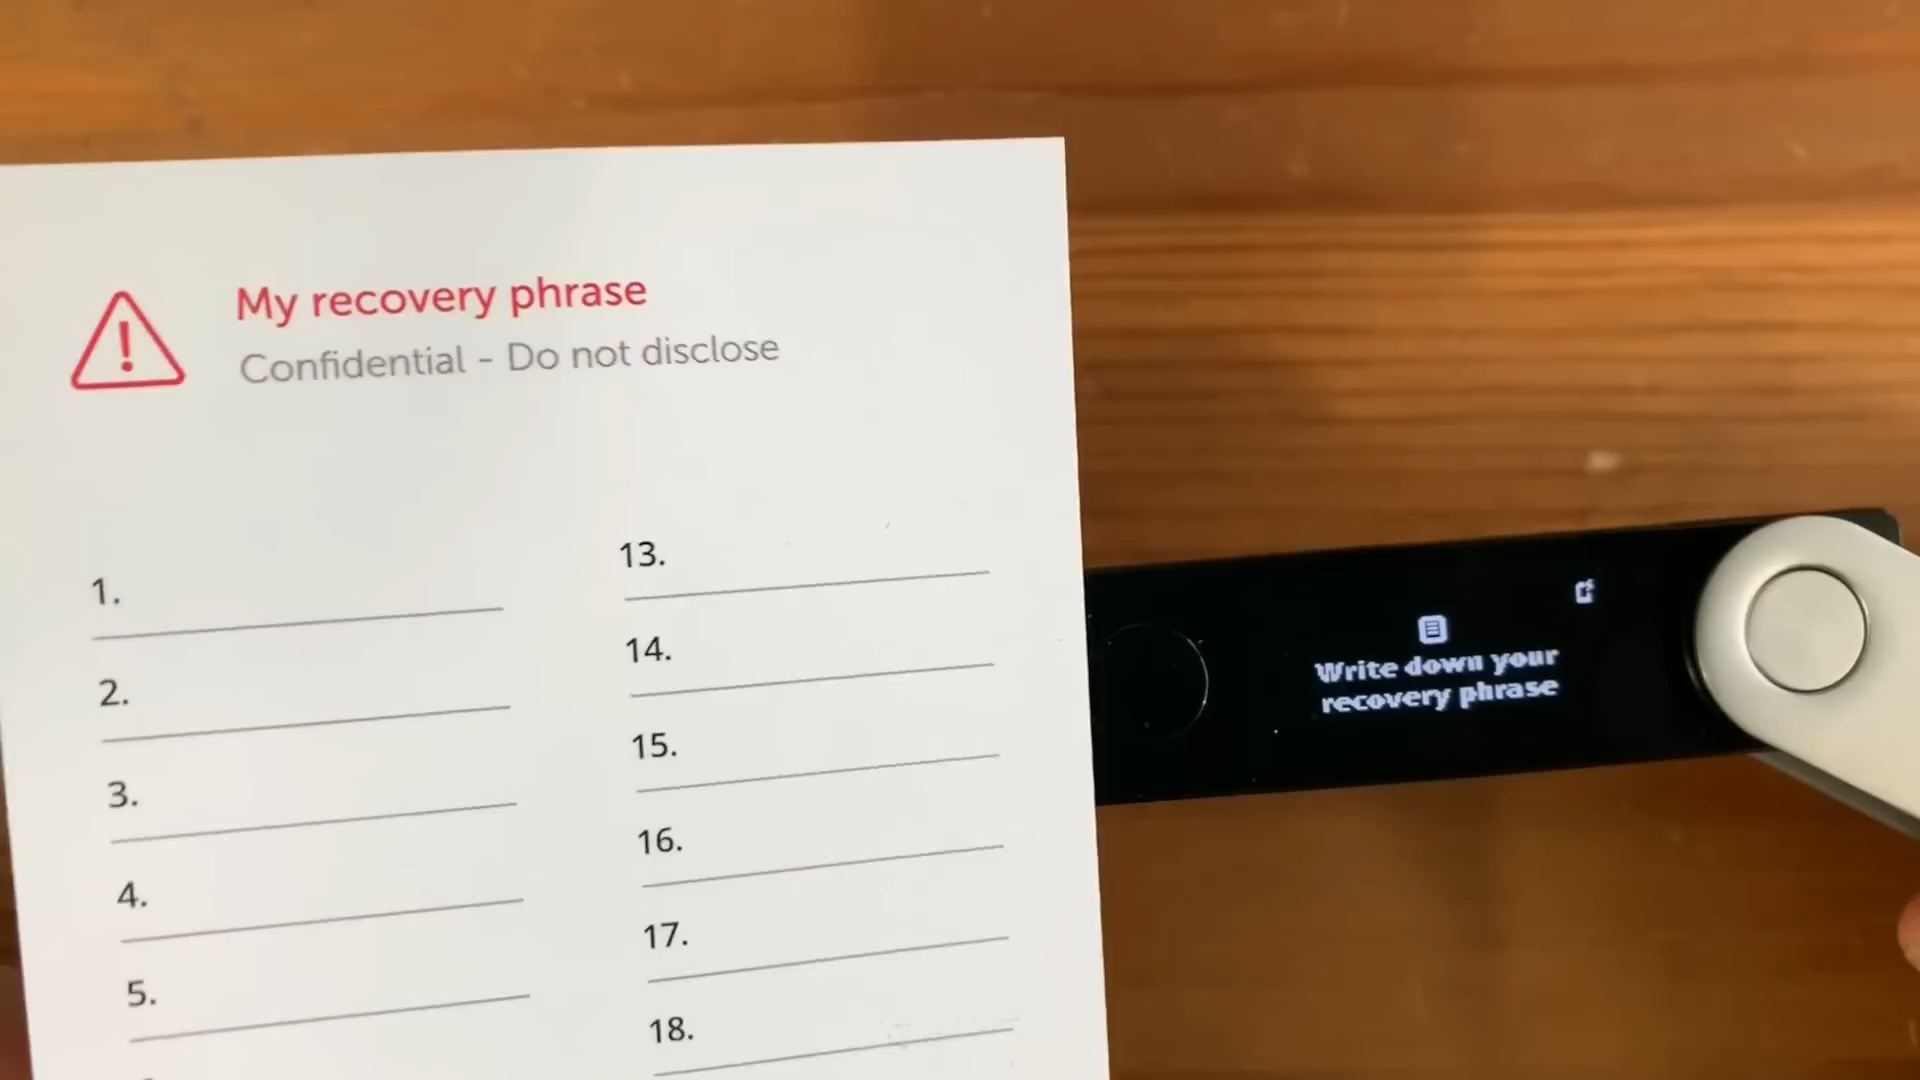 My recovery phrase
Confidential - Do not disclose
1.
2.
3.
4.
5.
13.
14.
15.
16.
17.
18.
Write down your
recovery phrase